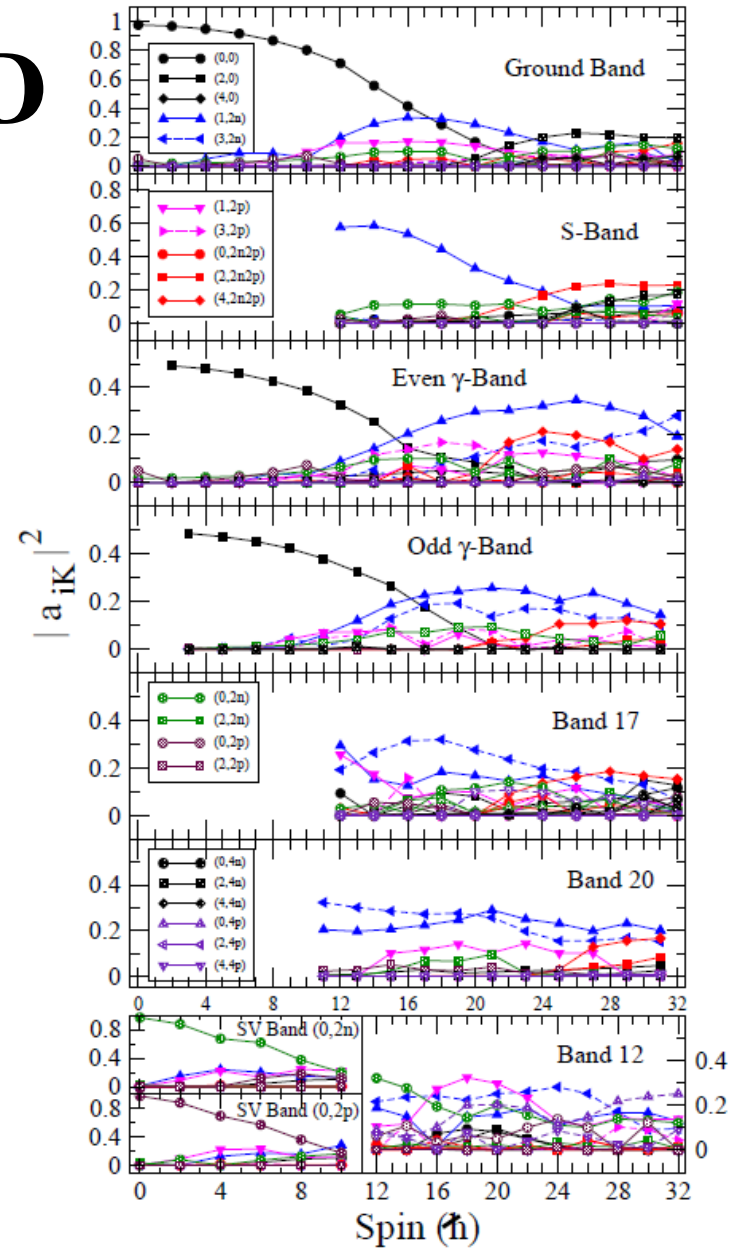 O
Ground Band
1
0.8
0.6
0.4
0.2
0
(0,0)
(2,0)
(4,0)
(1,2n)
(3,2n)
S-Band
0.8
0.6
0.4
0.2
0
(1,2p)
(3,2p)
(0,2n2p)
(2,2n2p)
(4,2n2p)
Even γ-Band
0.4
0.2
0
Odd γ-Band
0.4
0.2
0
| a iK | 2
Band 17
0.4
0.2
0
(0,2n)
(2,2n)
(0,2p)
(2,2p)
Band 20
0.4
0.2
0
(0,4n)
(2,4n)
(4,4n)
(0,4p)
(2,4p)
(4,4p)
0 4 8 12 16 20 24 28 32
SV Band (0,2n)
0.8
0.4
0
SV Band (0,2p)
0.8
0.4
0
0 4 8
Band 12
0.4
0.2
0
12 16 20 24 28 32
Spin (ħ)